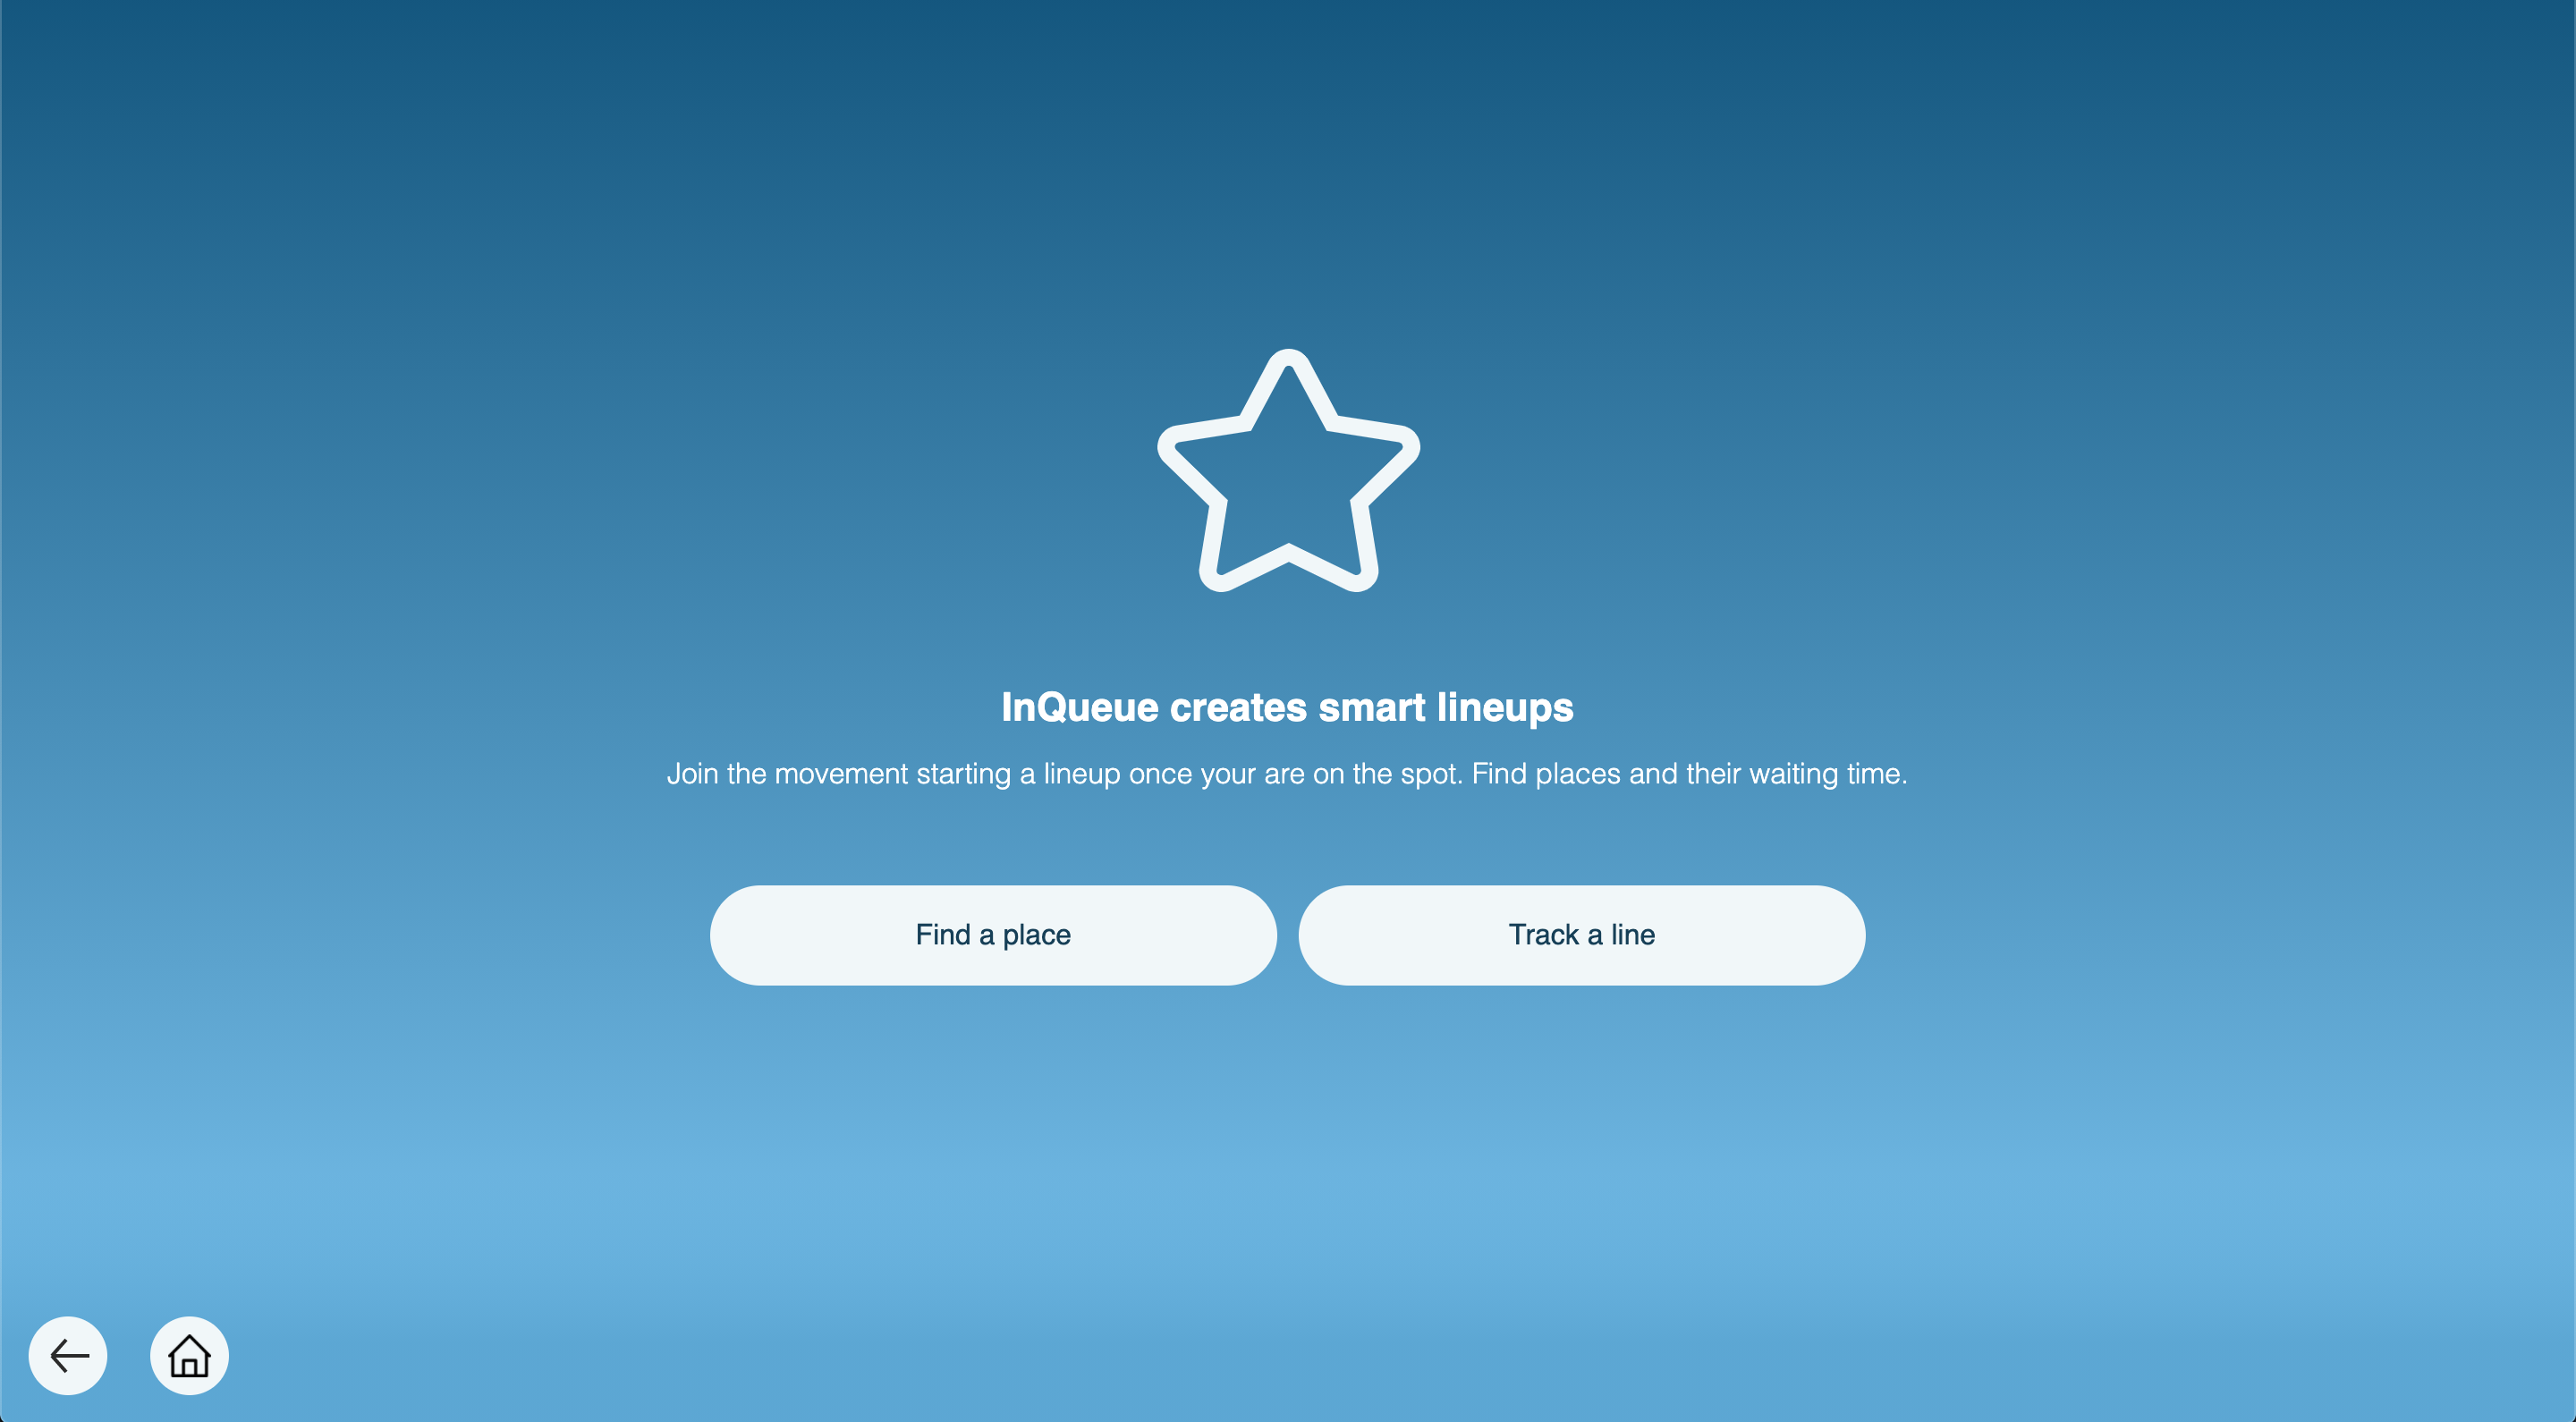 InQueue creates smart lineups
Join the movement starting a lineup once your are on the spot. Find places and their waiting time.
Find a place
Track a line